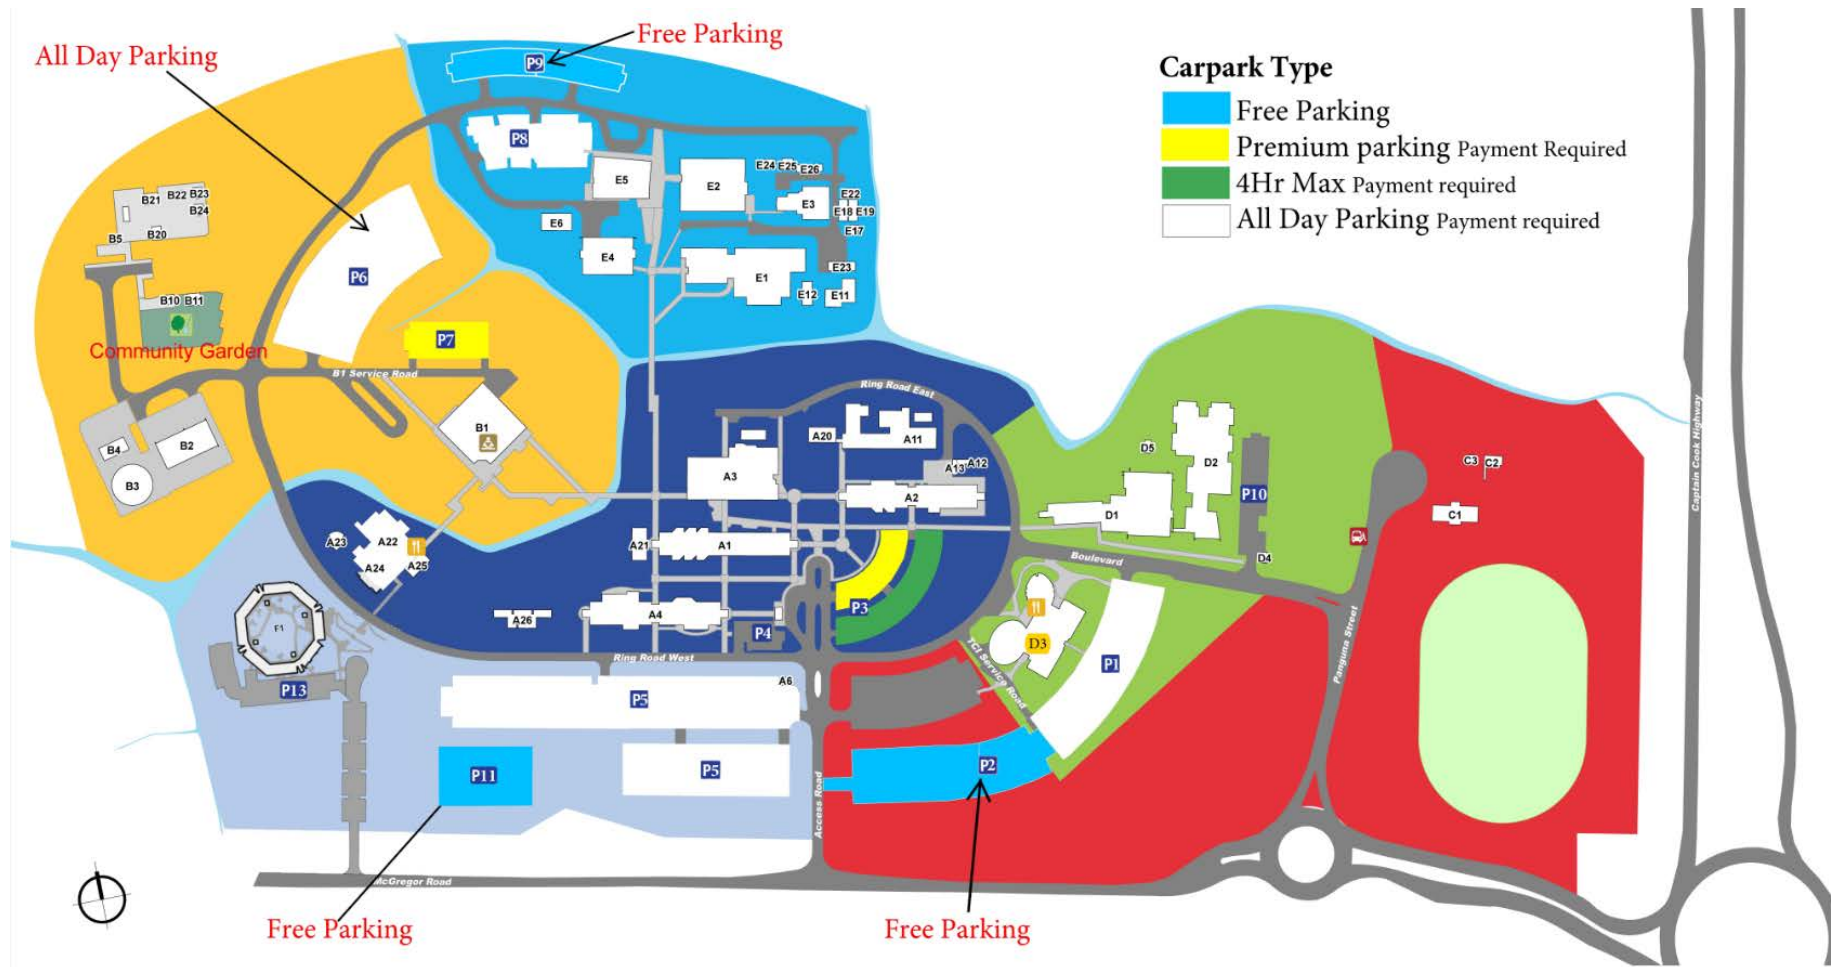 All Day Parking
Free Parking
P9
Carpark Type
Free Parking
Premium parking Payment Required
4Hr Max Payment required
All Day Parking Payment required
P8
E5
E2
E24
E25
E26
E3
E22
E18
E19
E17
E6
E4
E1
E23
E12
E11
B21
B22
B23
B24
B20
B5
B10
B11
Community Garden
P6
P7
B1 Service Road
B1
B4
B2
B3
Ring Road East
A20
A11
A3
A13
A12
A2
A21
A1
A23
A22
A24
A25
A26
A4
P3
P4
Ring Road West
F1
P13
A6
P5
P5
P11
Access Road
P2
McGregor Road
D5
D2
P10
D1
D4
Boulevard
D3
TCI Service Road
P1
Panguna Street
C3
C2
C1
Captain Cook Highway
Free Parking
Free Parking